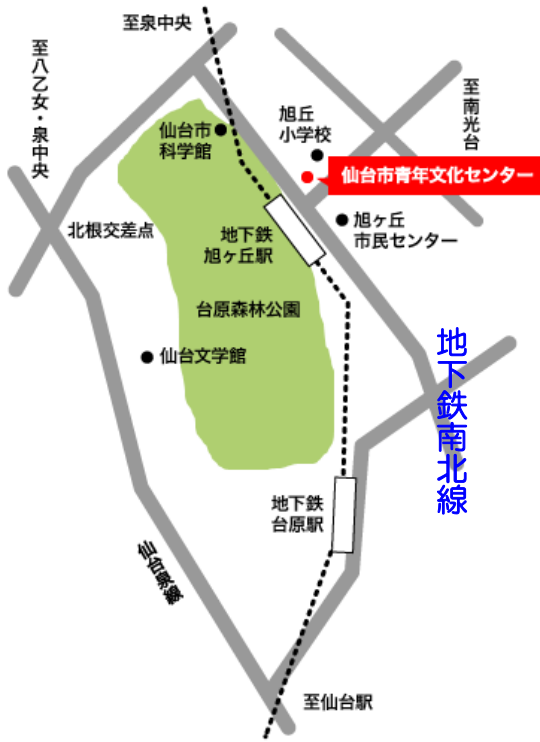 至泉中央
至八乙女・泉中央
旭丘
小学校
至南光台
仙台市
科学館
仙台市青年文化センター
旭ヶ丘
市民センター
北根交差点
地下鉄
旭ヶ丘駅
台原森林公園
仙台文学館
地下鉄南北線
地下鉄
台原駅
仙台泉線
至仙台駅